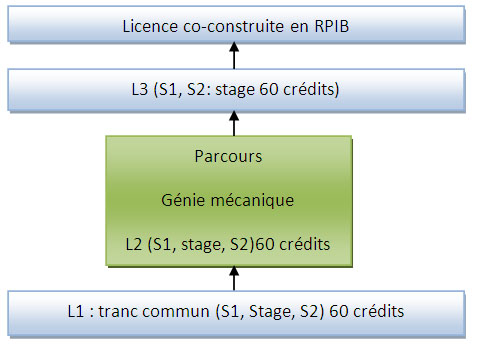 Licence co-construite en RPIB
L3 (S1, S2: stage 60 crédits)
Parcours
Génie mécanique
L2 (S1, stage, S2)60 crédits
L1 : tranc commun (S1, Stage, S2) 60 crédits